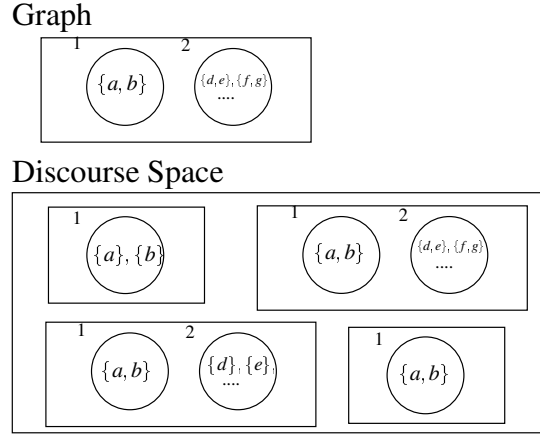 Graph
1 2
{a, b} {d, e}, {f, g}
....
Discourse Space
1 1 2
{a}, {b} {a, b} {d, e}, {f, g}
....
1 2 1
{a, b} {d}, {e}, {a, b}
....